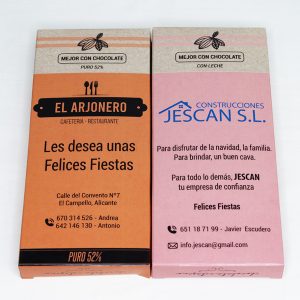 MEJOR CON CHOCOLATE
PURO 52%
EL ARJONERO
CAFETERÍA - RESTAURANTE
Les desea unas
Felices Fiestas
Calle del Convento Nº7
El Campello, Alicante
670 314 526 - Andrea
642 146 130 - Antonio
PURO 52%
MEJOR CON CHOCOLATE
CON LECHE
CONSTRUCCIONES
JESCAN S.L.
Para disfrutar de la navidad, la familia.
Para brindar, un buen cava.
Para todo lo demás, JESCAN
tu empresa de confianza
Felices Fiestas
651 18 71 99 - Javier Escudero
info.jescan@gmail.com